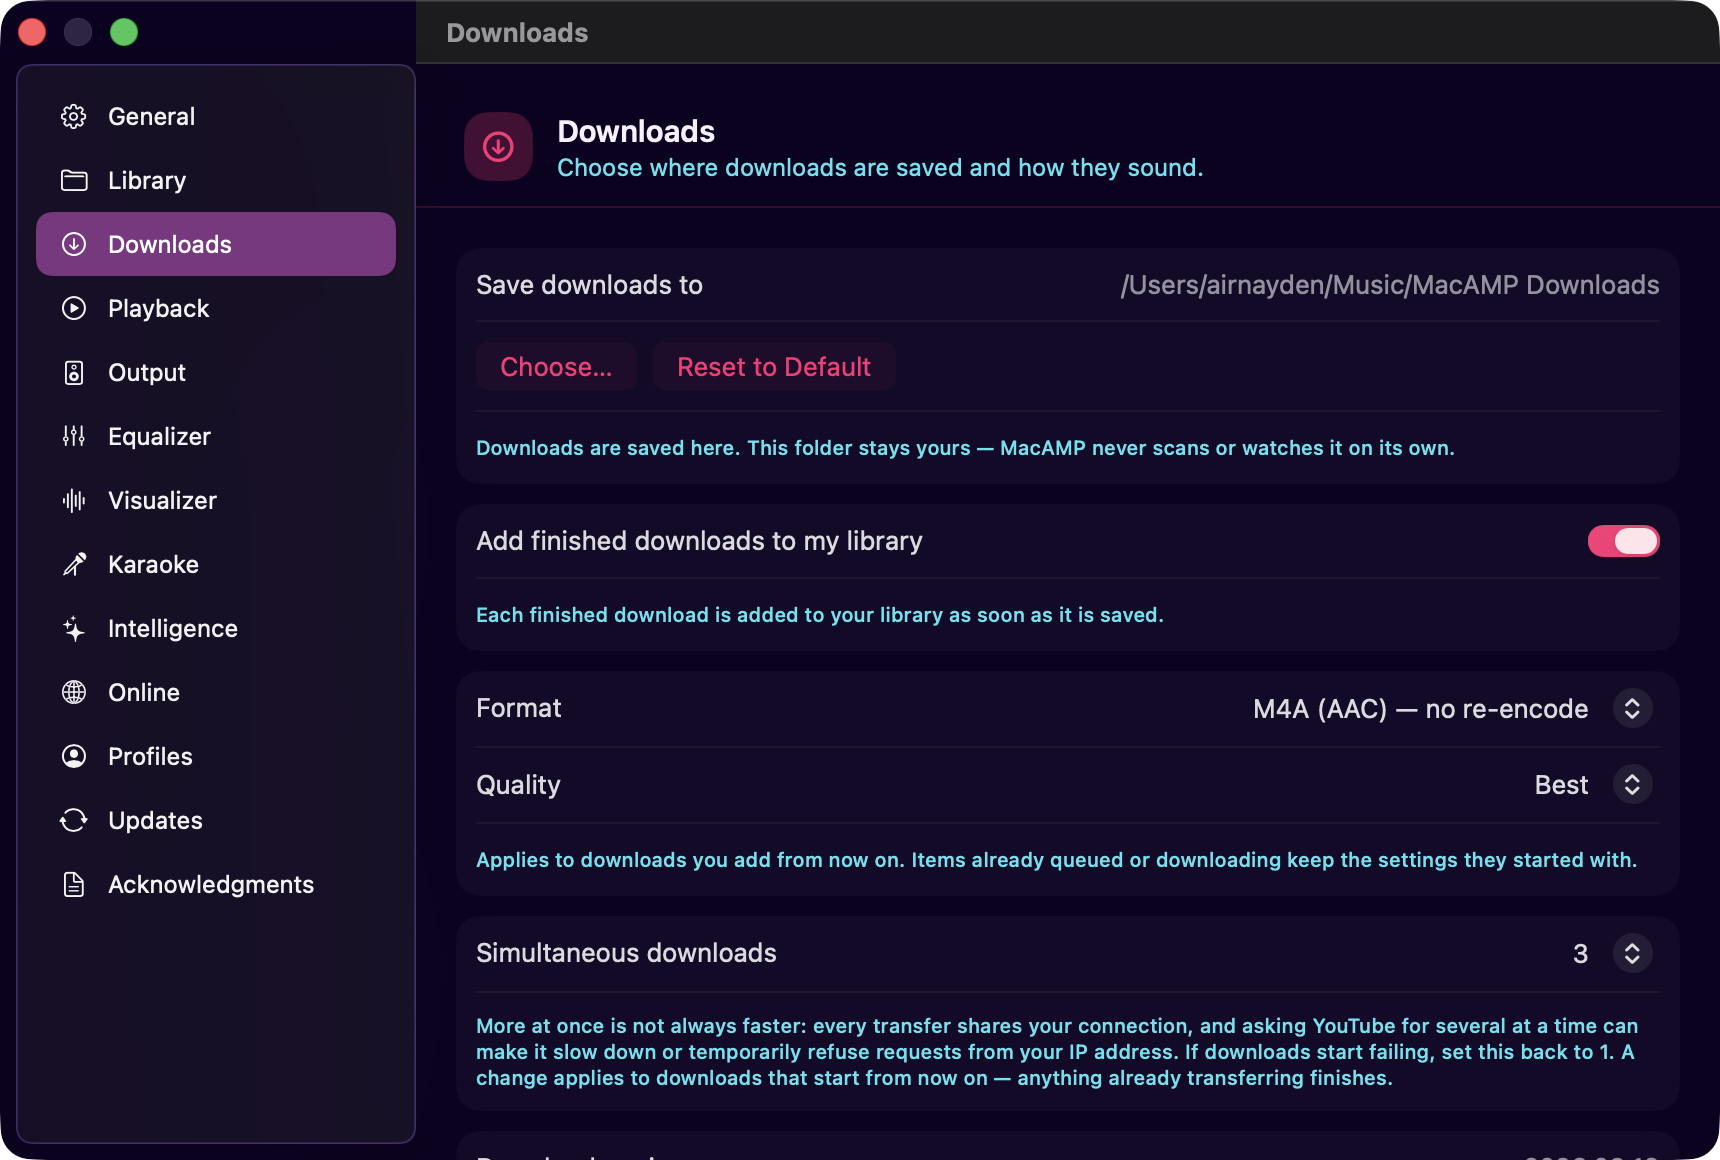 Downloads
General
Library
Downloads
Playback
Output
Equalizer
Visualizer
Karaoke
Intelligence
Online
Profiles
Updates
Acknowledgments
Downloads
Choose where downloads are saved and how they sound.
Save downloads to
/Users/airnayden/Music/MacAMP Downloads
Choose...
Reset to Default
Downloads are saved here. This folder stays yours — MacAMP never scans or watches it on its own.
Add finished downloads to my library
Each finished download is added to your library as soon as it is saved.
Format
M4A (AAC) — no re-encode
Quality
Best
Applies to downloads you add from now on. Items already queued or downloading keep the settings they started with.
Simultaneous downloads
3
More at once is not always faster: every transfer shares your connection, and asking YouTube for several at a time can
make it slow down or temporarily refuse requests from your IP address. If downloads start failing, set this back to 1. A
change applies to downloads that start from now on — anything already transferring finishes.